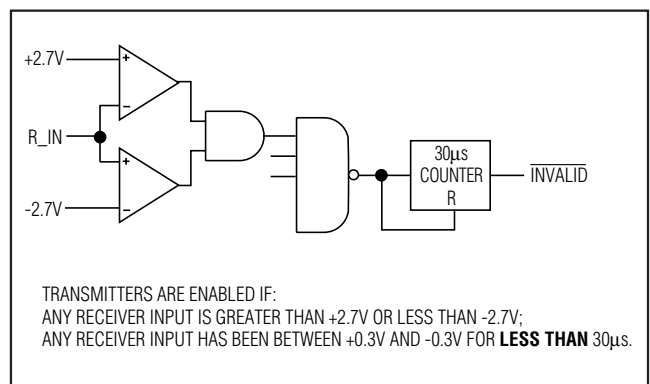 +2.7V
+
-
R_IN
+
-
-2.7V
30μs
COUNTER
R
INVALID
TRANSMITTERS ARE ENABLED IF:
ANY RECEIVER INPUT IS GREATER THAN +2.7V OR LESS THAN -2.7V;
ANY RECEIVER INPUT HAS BEEN BETWEEN +0.3V AND -0.3V FOR LESS THAN 30μs.